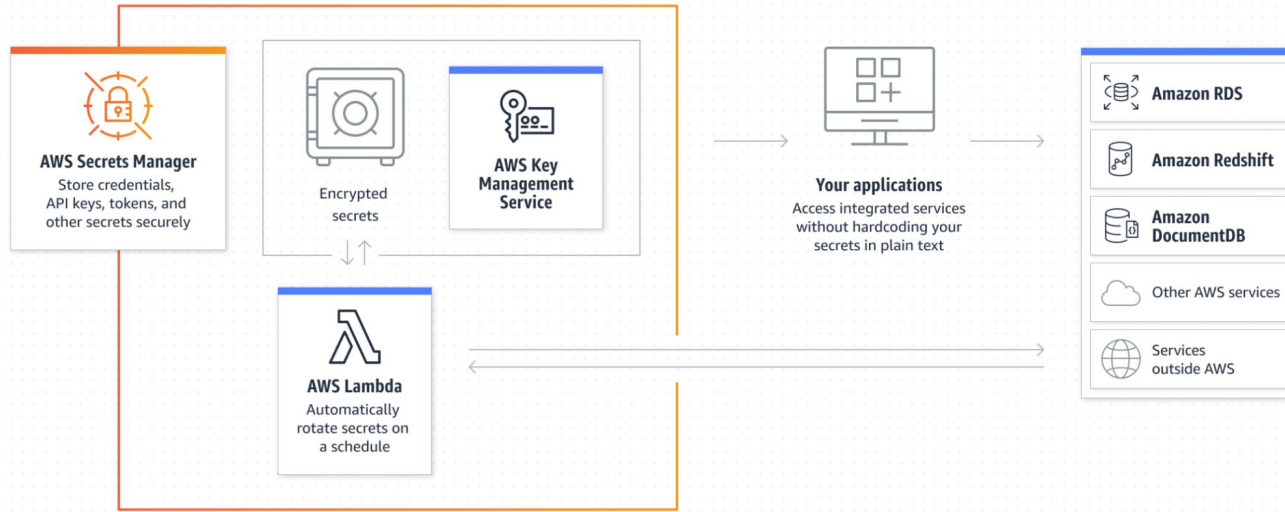 AWS Secrets Manager
Store credentials,
API keys, tokens, and
other secrets securely
Encrypted
secrets
AWS Key
Management
Service
AWS Lambda
Automatically
rotate secrets on
a schedule
Your applications
Access integrated services
without hardcoding your
secrets in plain text
Amazon RDS
Amazon Redshift
Amazon
DocumentDB
Other AWS services
Services
outside AWS